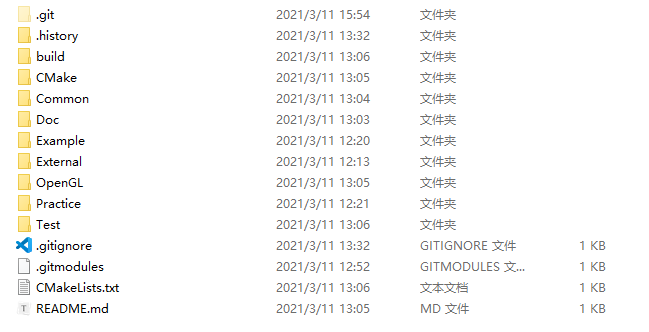 .git 2021/3/11 15:54 文件夹
.history 2021/3/11 13:32 文件夹
build 2021/3/11 13:06 文件夹
CMake 2021/3/11 13:05 文件夹
Common 2021/3/11 13:04 文件夹
Doc 2021/3/11 13:03 文件夹
Example 2021/3/11 12:20 文件夹
External 2021/3/11 12:13 文件夹
OpenGL 2021/3/11 13:05 文件夹
Practice 2021/3/11 12:21 文件夹
Test 2021/3/11 13:06 文件夹
.gitignore 2021/3/11 13:32 GITIGNORE 文件 1 KB
.gitmodules 2021/3/11 12:52 GITMODULES 文... 1 KB
CMakeLists.txt 2021/3/11 13:06 文本文档 1 KB
README.md 2021/3/11 13:05 MD 文件 1 KB